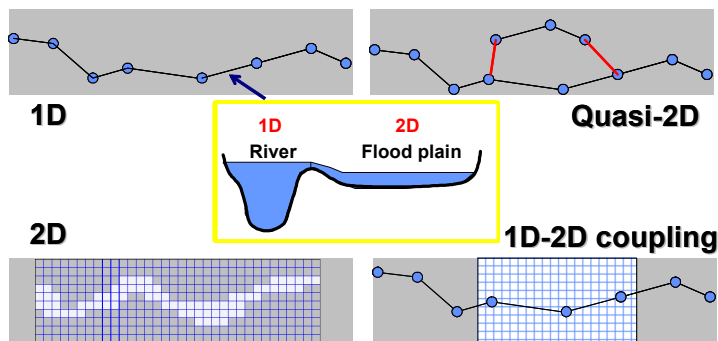 1D
Quasi-2D
1D
2D
River
Flood plain
2D
1D-2D coupling